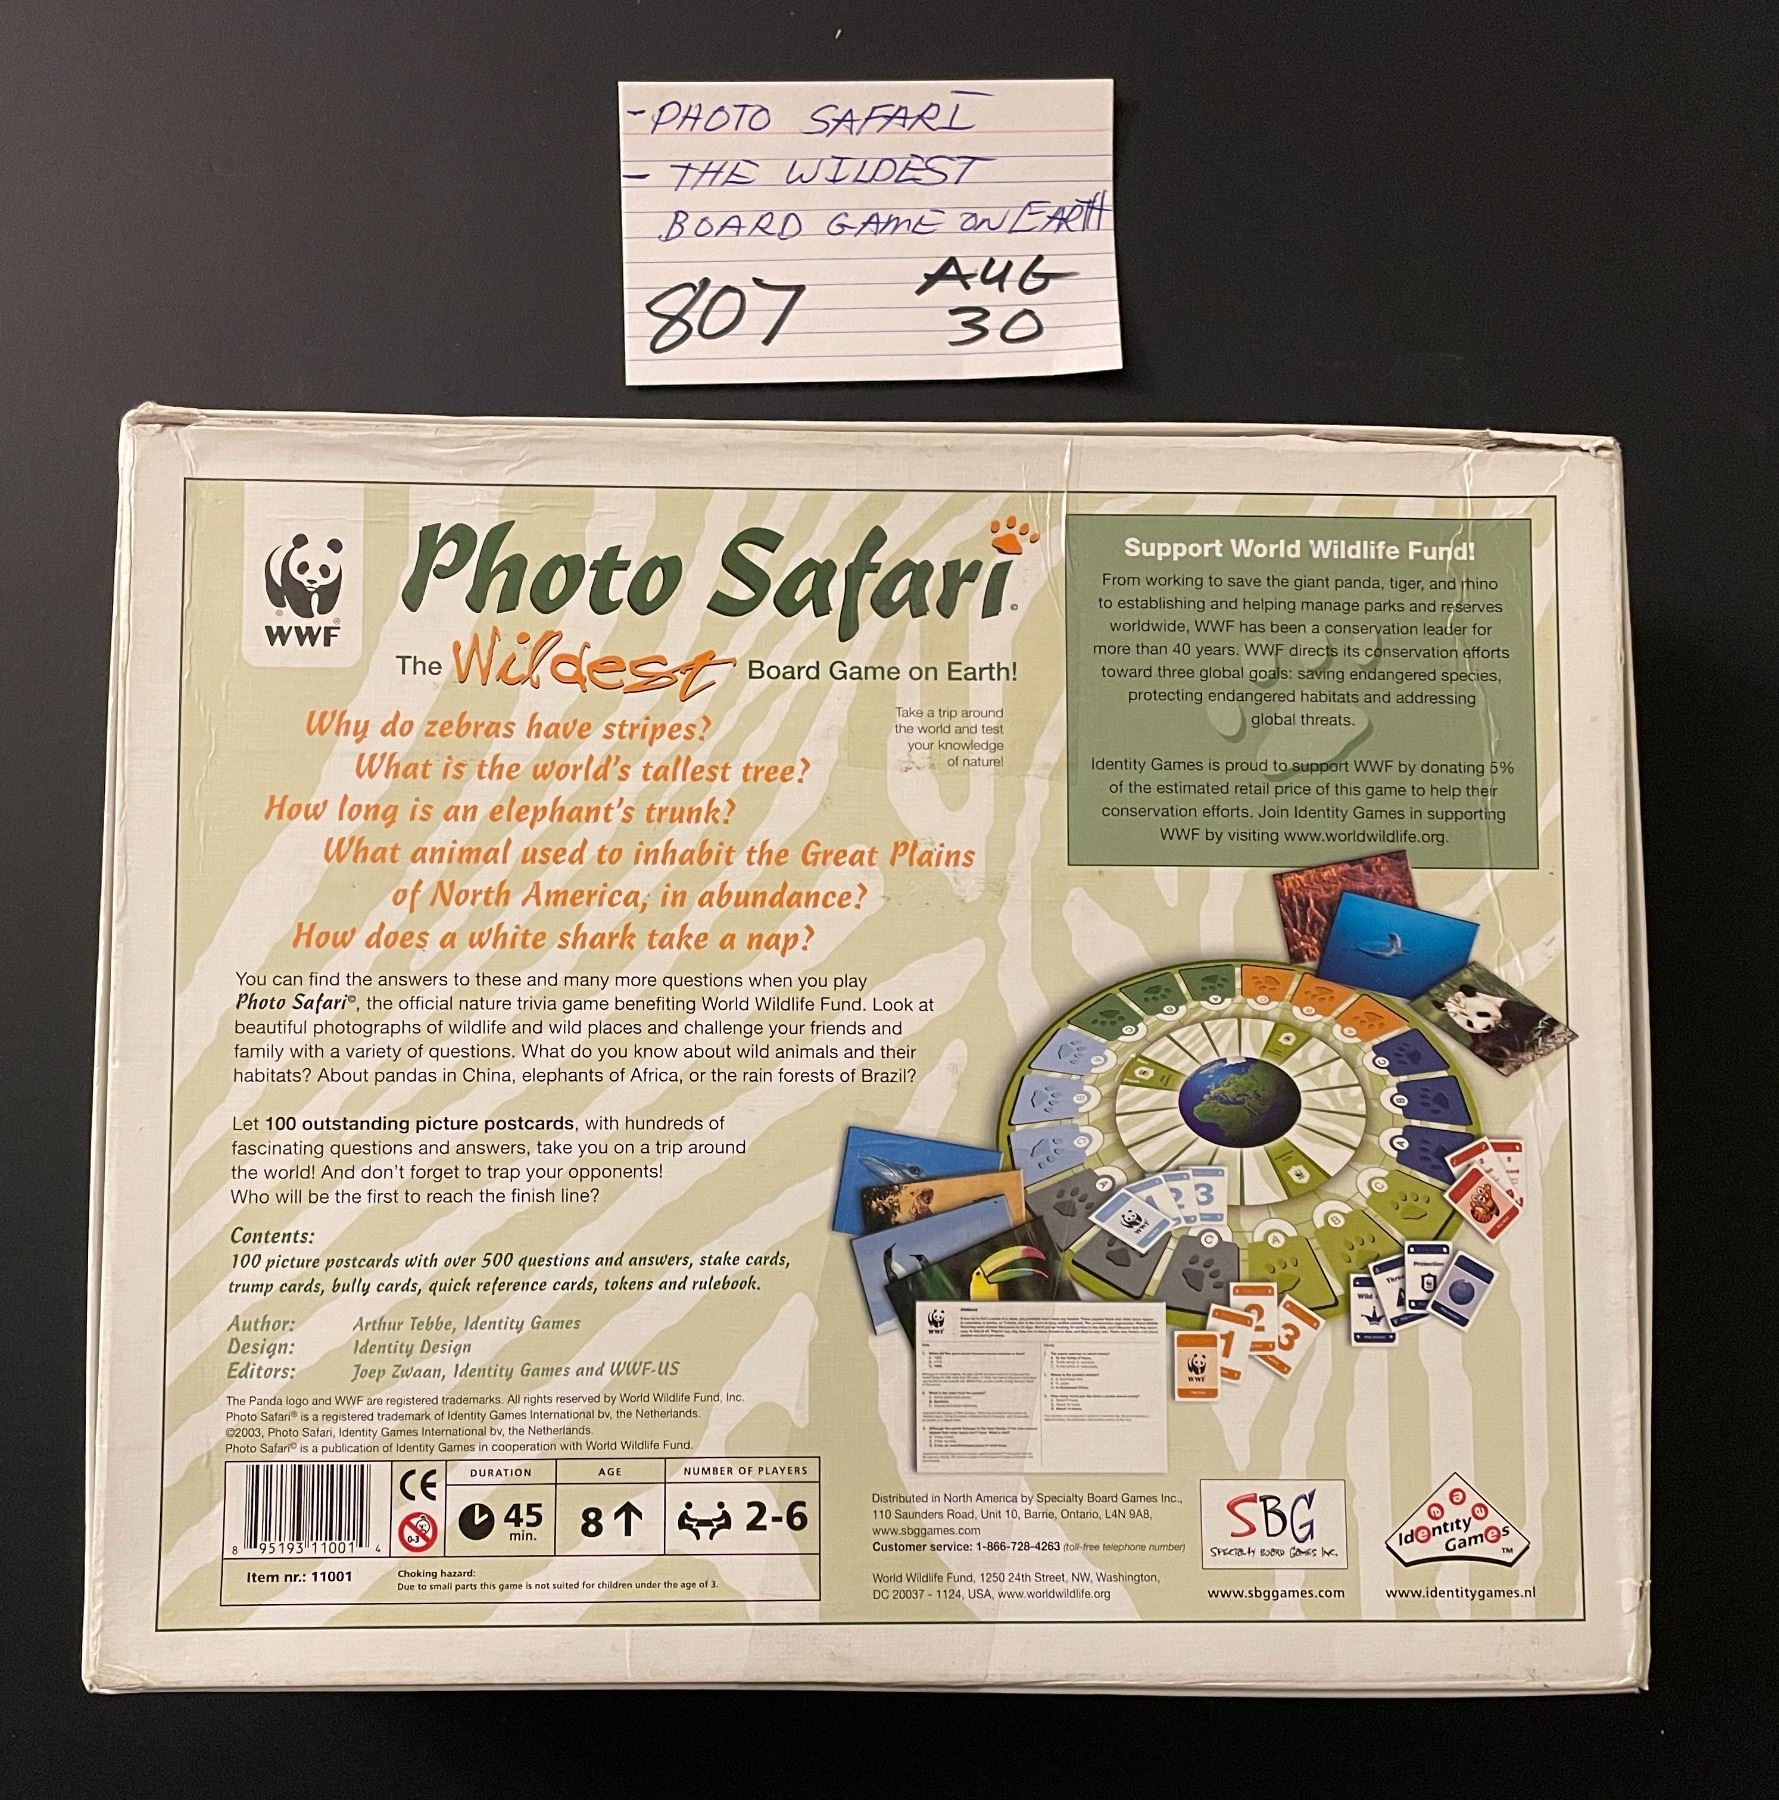 - PHOTO SAFARI
- THE WILDEST
BOARD GAME ON EARTH
807
AUG
30
WWF
Photo Safari
The Wildest Board Game on Earth!
Take a trip around
the world and test
your knowledge
of nature!
Why do zebras have stripes?
What is the world's tallest tree?
How long is an elephant's trunk?
What animal used to inhabit the Great Plains
of North America, in abundance?
How does a white shark take a nap?
You can find the answers to these and many more questions when you play
Photo Safari©, the official nature trivia game benefiting World Wildlife Fund. Look at
beautiful photographs of wildlife and wild places and challenge your friends and
family with a variety of questions. What do you know about wild animals and their
habitats? About pandas in China, elephants of Africa, or the rain forests of Brazil?
Let 100 outstanding picture postcards, with hundreds of
fascinating questions and answers, take you on a trip around
the world! And don't forget to trap your opponents!
Who will be the first to reach the finish line?
Contents:
100 picture postcards with over 500 questions and answers, stake cards,
trump cards, bully cards, quick reference cards, tokens and rulebook.
Author: Arthur Tebbe, Identity Games
Design: Identity Design
Editors: Joep Zwaan, Identity Games and WWF-US
The Panda logo and WWF are registered trademarks. All rights reserved by World Wildlife Fund, Inc.
Photo Safari® is a registered trademark of Identity Games International bv, the Netherlands.
©2003, Photo Safari, Identity Games International bv, the Netherlands.
Photo Safari© is a publication of Identity Games in cooperation with World Wildlife Fund.
8 95193 11001 4
Item nr.: 11001
CE
0-3
DURATION
45
min.
AGE
8
NUMBER OF PLAYERS
2-6
Choking hazard:
Due to small parts this game is not suited for children under the age of 3.
Support World Wildlife Fund!
From working to save the giant panda, tiger, and rhino
to establishing and helping manage parks and reserves
worldwide, WWF has been a conservation leader for
more than 40 years. WWF directs its conservation efforts
toward three global goals: saving endangered species,
protecting endangered habitats and addressing
global threats.
Identity Games is proud to support WWF by donating 5%
of the estimated retail price of this game to help their
conservation efforts. Join Identity Games in supporting
WWF by visiting www.worldwildlife.org.
WWF
1
2
3
Wild
Protection
WWF
1
2
3
WWF
Distributed in North America by Specialty Board Games Inc.,
110 Saunders Road, Unit 10, Barrie, Ontario, L4N 9A8,
www.sbggames.com
Customer service: 1-866-728-4263 (toll-free telephone number)
World Wildlife Fund, 1250 24th Street, NW, Washington,
DC 20037 - 1124, USA, www.worldwildlife.org
SBG
SPECIALTY BOARD GAMES INC.
www.sbggames.com
Identity
Games
TM
www.identitygames.nl